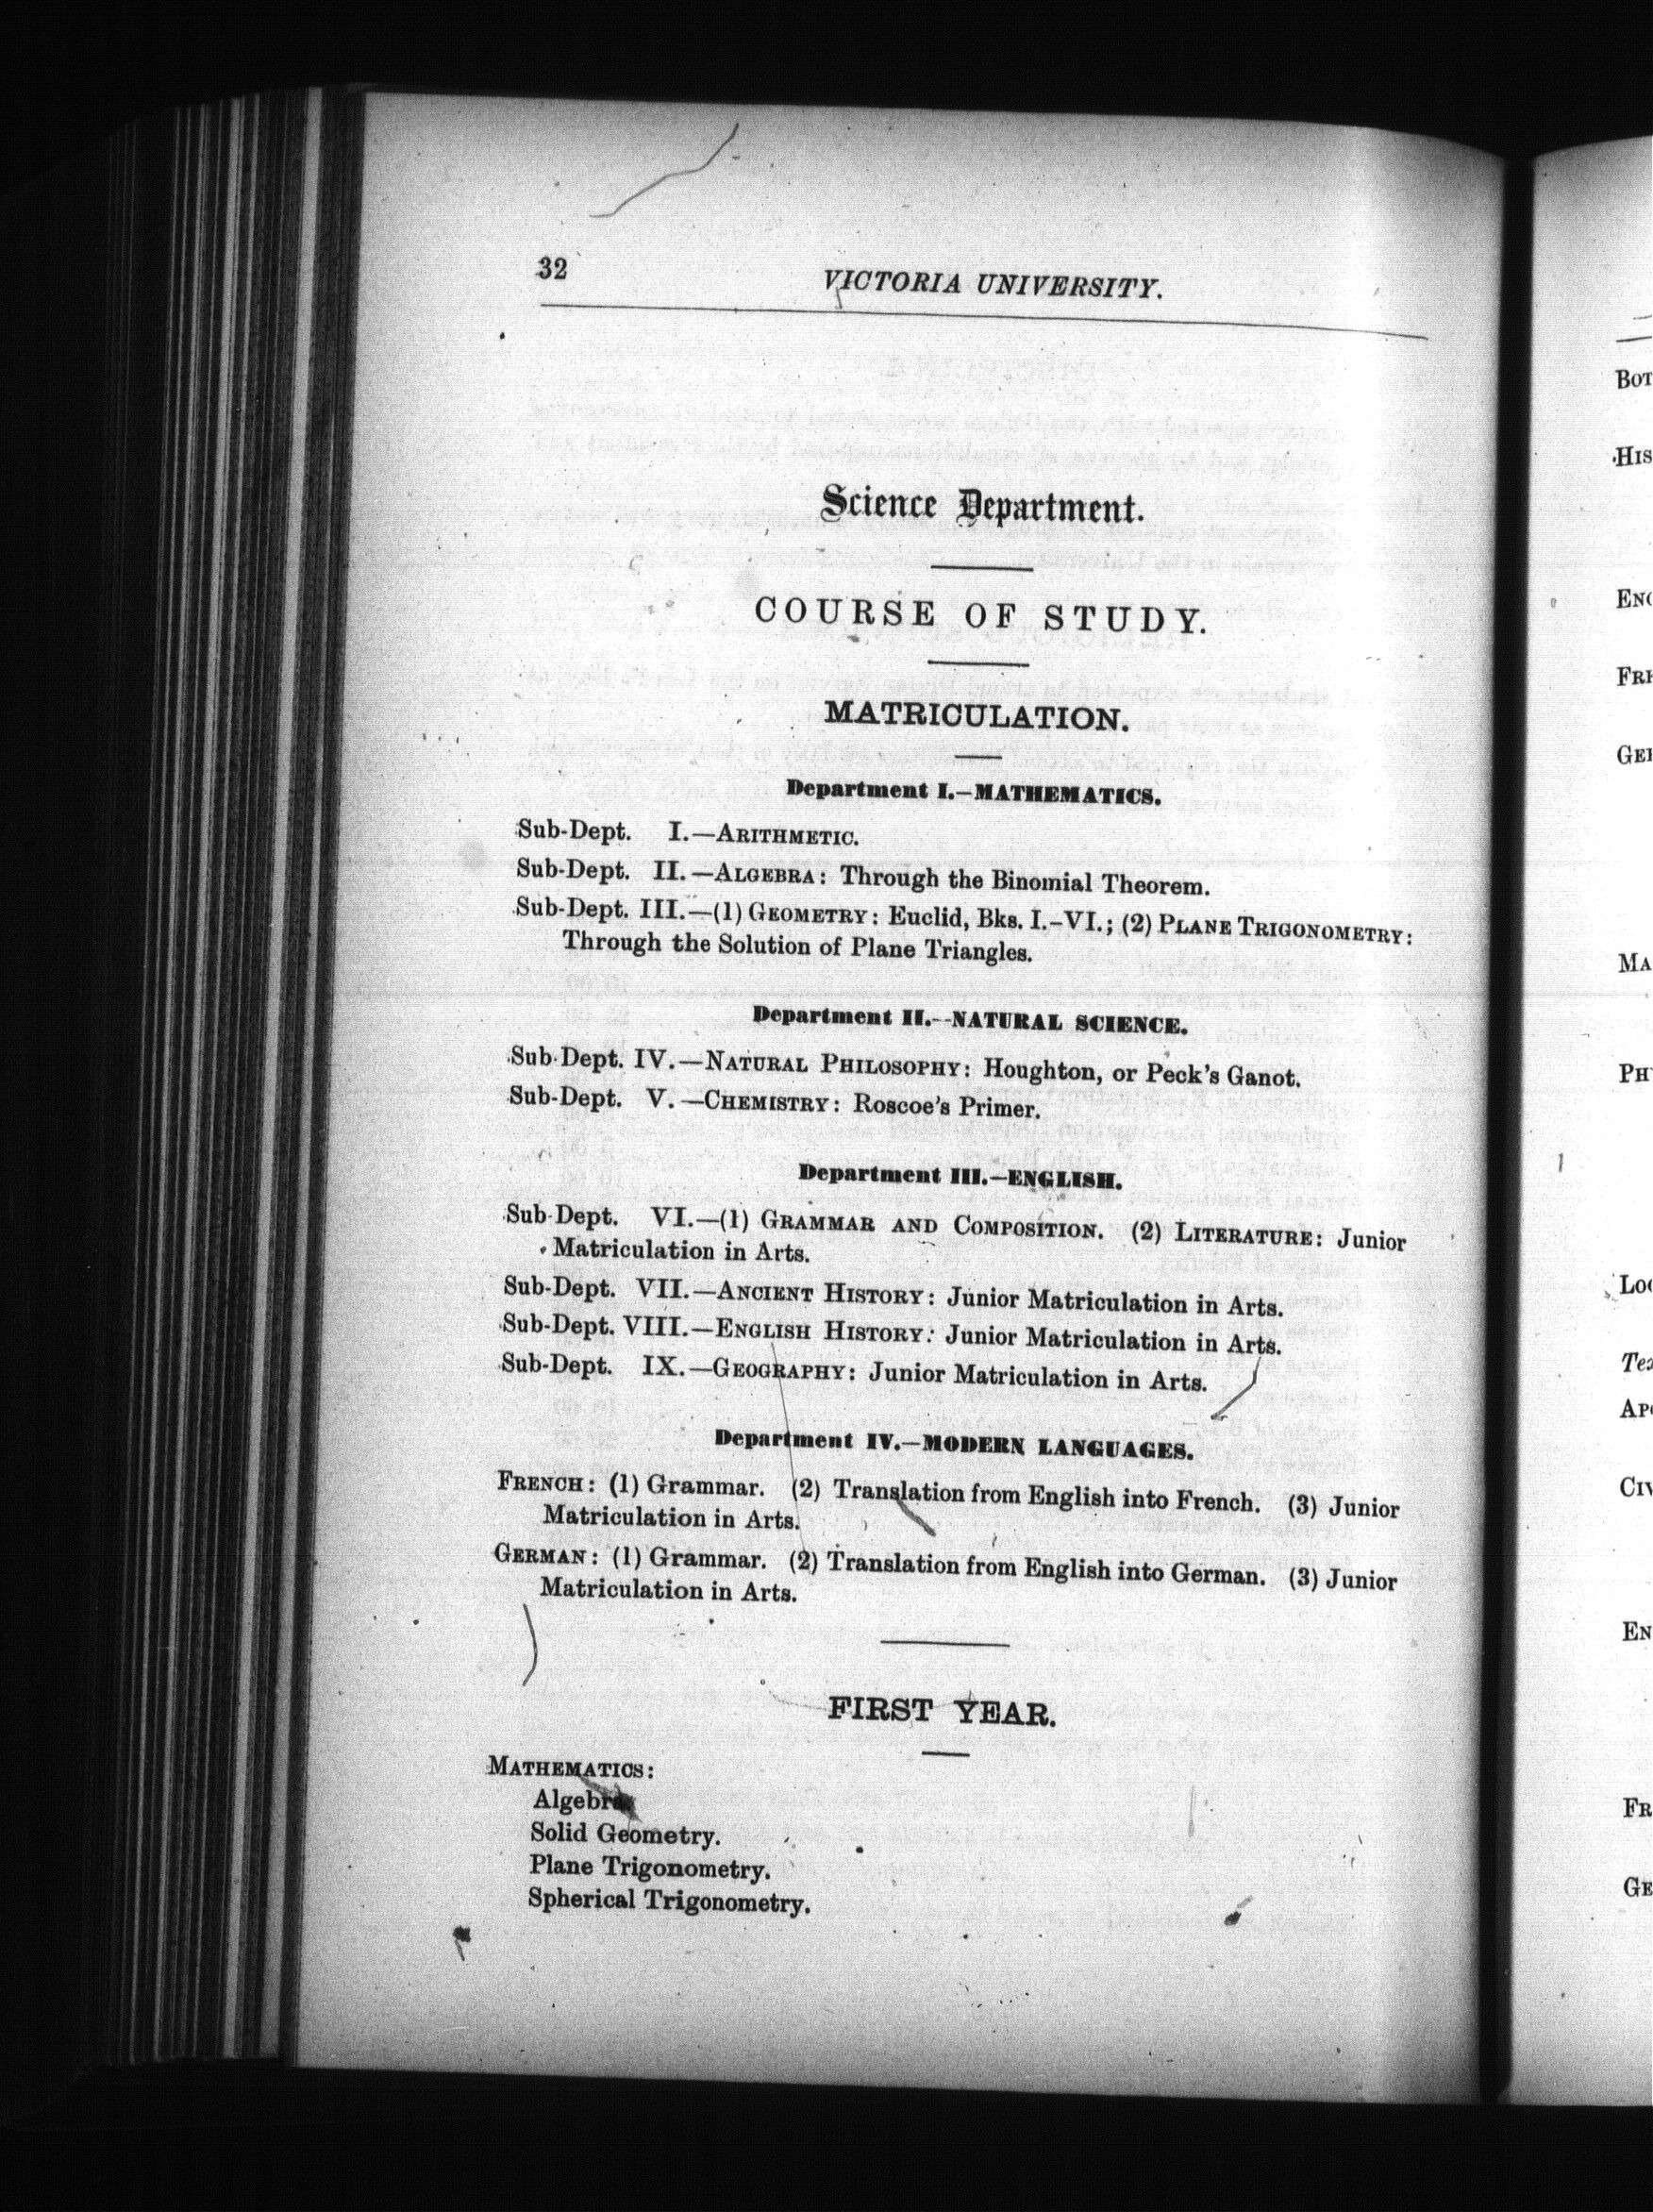 32
VICTORIA UNIVERSITY.
Science Department.
COURSE OF STUDY.
MATRICULATION.
Department I.—MATHEMATICS.
Sub-Dept. I.—ARITHMETIC.
Sub-Dept. II.—ALGEBRA: Through the Binomial Theorem.
Sub-Dept. III.—(1) GEOMETRY: Euclid, Bks. I.-VI.; (2) PLANE TRIGONOMETRY:
Through the Solution of Plane Triangles.
Department II.--NATURAL SCIENCE.
Sub-Dept. IV.—NATURAL PHILOSOPHY: Houghton, or Peck's Ganot.
Sub-Dept. V.—CHEMISTRY: Roscoe's Primer.
Department III.—ENGLISH.
Sub-Dept. VI.—(1) GRAMMAR AND COMPOSITION. (2) LITERATURE: Junior
Matriculation in Arts.
Sub-Dept. VII.—ANCIENT HISTORY: Junior Matriculation in Arts.
Sub-Dept. VIII.—ENGLISH HISTORY: Junior Matriculation in Arts.
Sub-Dept. IX.—GEOGRAPHY: Junior Matriculation in Arts.
Department IV.—MODERN LANGUAGES.
FRENCH: (1) Grammar. (2) Translation from English into French. (3) Junior
Matriculation in Arts.
GERMAN: (1) Grammar. (2) Translation from English into German. (3) Junior
Matriculation in Arts.
FIRST YEAR.
MATHEMATICS:
Algebra.
Solid Geometry.
Plane Trigonometry.
Spherical Trigonometry.